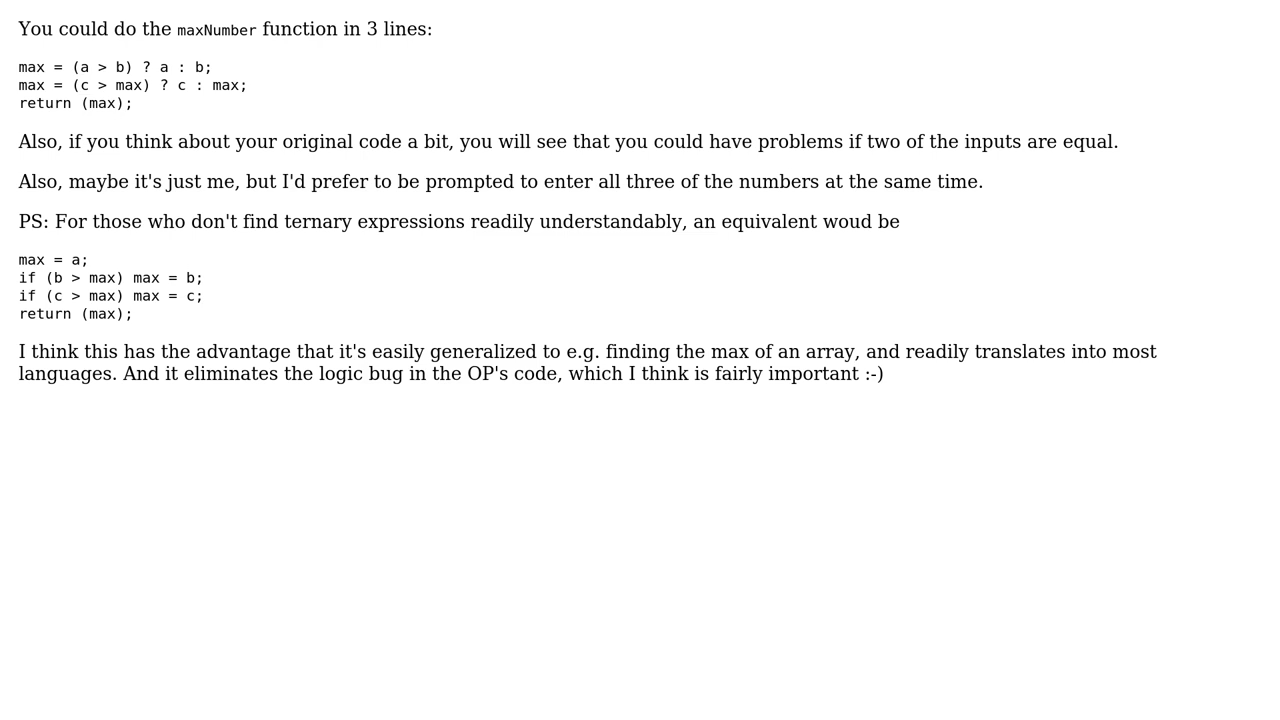 You could do the maxNumber function in 3 lines:
max = (a > b) ? a : b;
max = (c > max) ? c : max;
return (max);
Also, if you think about your original code a bit, you will see that you could have problems if two of the inputs are equal.
Also, maybe it's just me, but I'd prefer to be prompted to enter all three of the numbers at the same time.
PS: For those who don't find ternary expressions readily understandably, an equivalent woud be
max = a;
if (b > max) max = b;
if (c > max) max = c;
return (max);
I think this has the advantage that it's easily generalized to e.g. finding the max of an array, and readily translates into most
languages. And it eliminates the logic bug in the OP's code, which I think is fairly important :-)